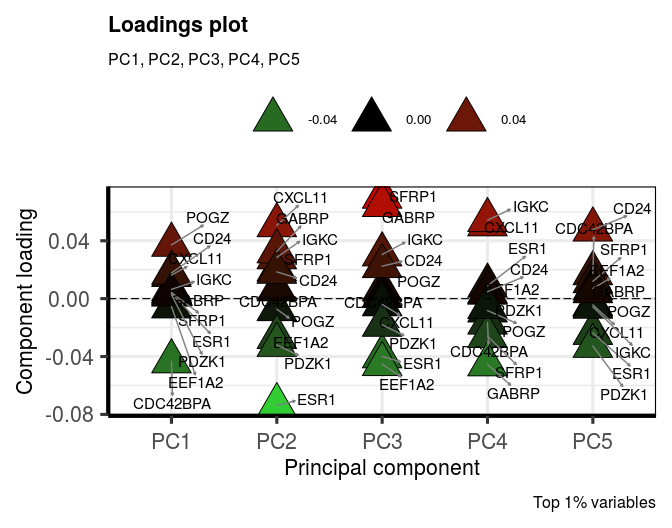 Loadings plot
PC1, PC2, PC3, PC4, PC5
-0.04
0.00
0.04
Component loading
0.04
0.00
-0.04
-0.08
POGZ
CD24
CXCL11
IGKC
GABRP
SFRP1
ESR1
PDZK1
EEF1A2
CDC42BPA
CXCL11
GABRP
IGKC
SFRP1
CD24
CDC42BPA
POGZ
EEF1A2
PDZK1
ESR1
SFRP1
GABRP
IGKC
CD24
POGZ
CDC42BPA
CXCL11
PDZK1
ESR1
EEF1A2
IGKC
CXCL11
ESR1
CD24
EEF1A2
PDZK1
POGZ
CDC42BPA
SFRP1
GABRP
CD24
CDC42BPA
SFRP1
EEF1A2
GABRP
POGZ
CXCL11
IGKC
ESR1
PDZK1
PC1
PC2
PC3
PC4
PC5
Principal component
Top 1% variables